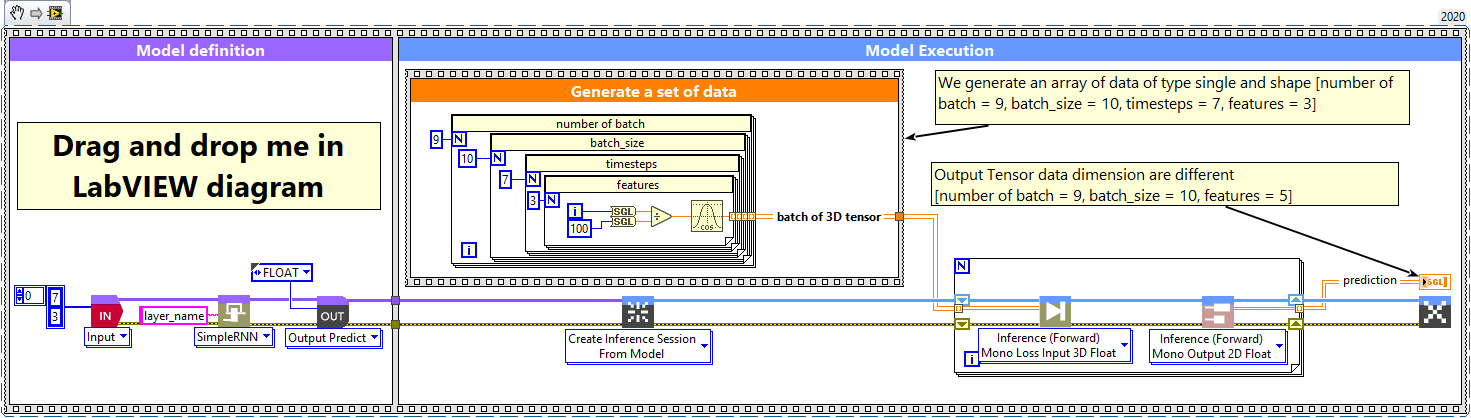 2020
Model definition
Model Execution
Drag and drop me in
LabVIEW diagram
Generate a set of data
number of batch
9
N
batch_size
10
N
timesteps
7
N
features
3
N
i
100
SGL
SGL
÷
cos
i
batch of 3D tensor
We generate an array of data of type single and shape [number of
batch = 9, batch_size = 10, timesteps = 7, features = 3]
Output Tensor data dimension are different
[number of batch = 9, batch_size = 10, features = 5]
0
7
3
IN
Input
layer_name
SimpleRNN
FLOAT
OUT
Output Predict
Create Inference Session
From Model
N
i
Inference (Forward)
Mono Loss Input 3D Float
Inference (Forward)
Mono Output 2D Float
prediction
SGL